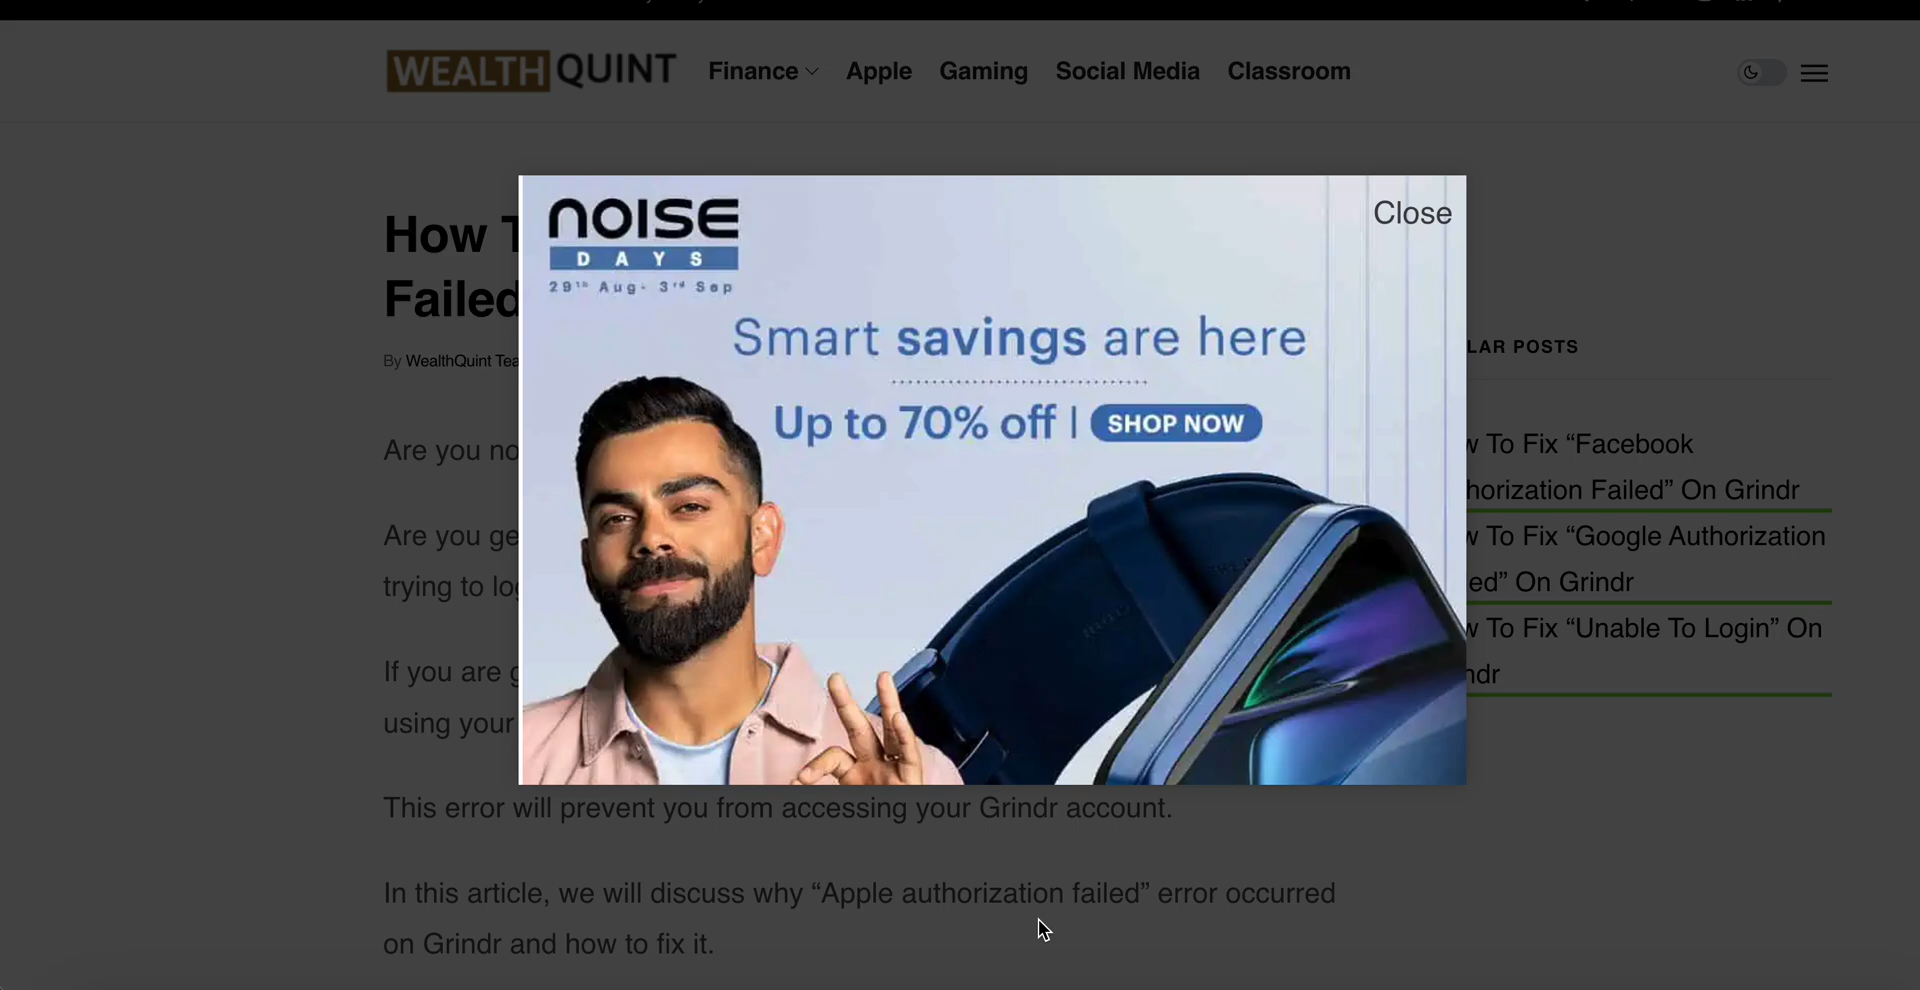 WEALTH QUINT
Finance
Apple
Gaming
Social Media
Classroom
How
Failed
By WealthQuint Tea
Are you no
Are you ge
trying to log
If you are g
using your
This error will prevent you from accessing your Grindr account.
In this article, we will discuss why “Apple authorization failed” error occurred
on Grindr and how to fix it.
noise
DAYS
29th Aug- 3rd Sep
Close
Smart savings are here
Up to 70% off | SHOP NOW
LAR POSTS
w To Fix “Facebook
horization Failed” On Grindr
w To Fix “Google Authorization
ed” On Grindr
w To Fix “Unable To Login” On
ndr